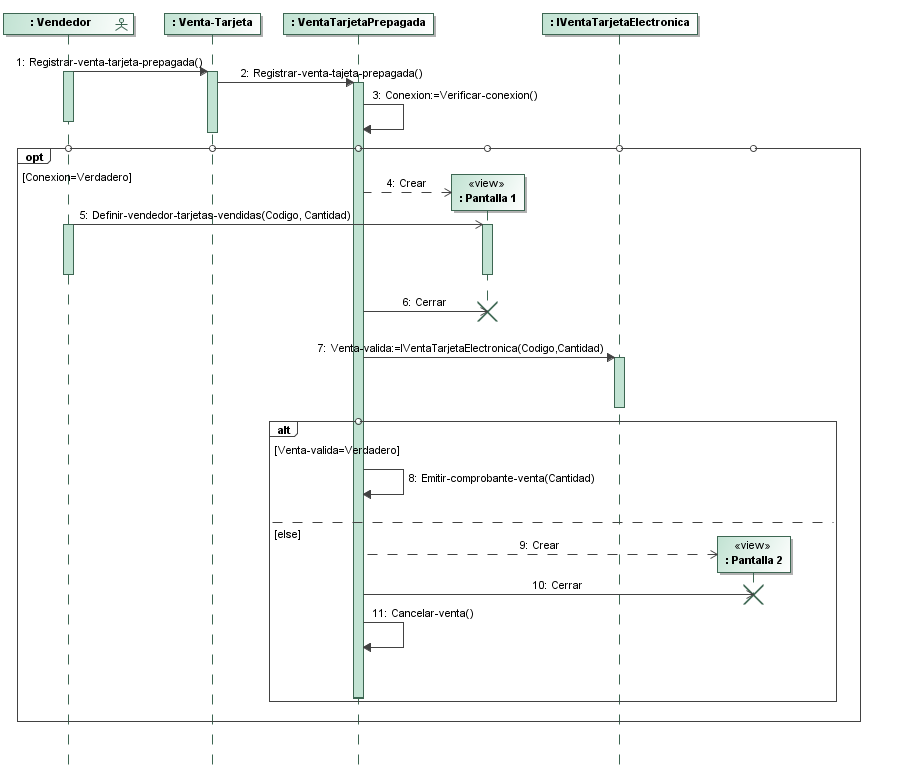 : Vendedor
: Venta-Tarjeta
: VentaTarjetaPrepagada
: IVentaTarjetaElectronica
1: Registrar-venta-tarjeta-prepagada()
2: Registrar-venta-tajeta-prepagada()
3: Conexion:=Verificar-conexion()
opt
[Conexion=Verdadero]
4: Crear
«view»
: Pantalla 1
5: Definir-vendedor-tarjetas-vendidas(Codigo, Cantidad)
6: Cerrar
7: Venta-valida:=IVentaTarjetaElectronica(Codigo,Cantidad)
alt
[Venta-valida=Verdadero]
8: Emitir-comprobante-venta(Cantidad)
[else]
9: Crear
«view»
: Pantalla 2
10: Cerrar
11: Cancelar-venta()